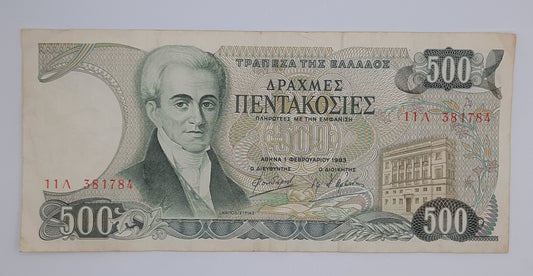 ΤΡΑΠΕΖΑ ΤΗΣ ΕΛΛΑΔΟΣ
500
ΔΡΑΧΜΕΣ
ΠΕΝΤΑΚΟΣΙΕΣ
ΠΛΗΡΩΤΕΕΣ ΜΕ ΤΗΝ ΕΜΦΑΝΙΣΗ
11Λ 381784
ΑΘΗΝΑ 1 ΦΕΒΡΟΥΑΡΙΟΥ 1983
Ο ΔΙΕΥΘΥΝΤΗΣ Ο ΔΙΟΙΚΗΤΗΣ
11Λ 381784
Ι. ΚΑΠΟΔΙΣΤΡΙΑΣ
500
500